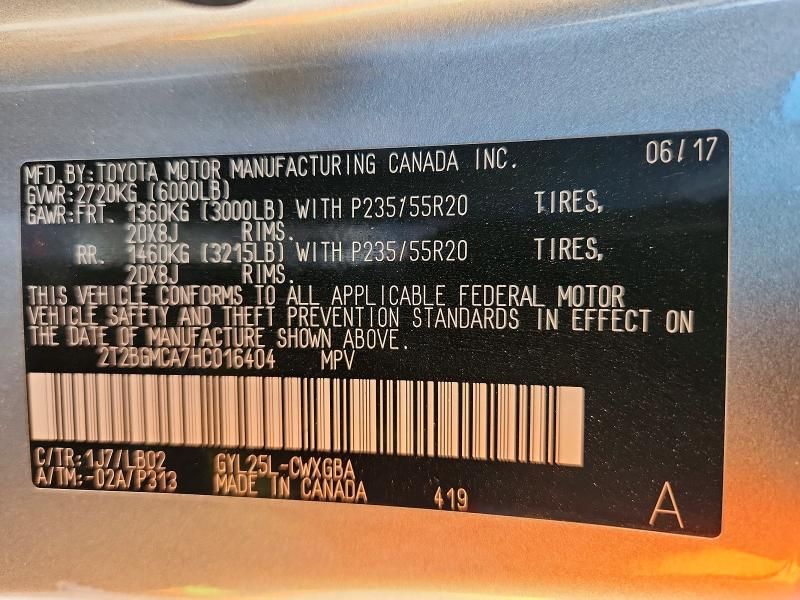 MFD.BY:TOYOTA MOTOR MANUFACTURING CANADA INC. 06/17
GVWR:2720KG (6000LB)
GAWR:FRT. 1360KG (3000LB) WITH P235/55R20 TIRES,
20X8J RIMS.
RR. 1460KG (3215LB) WITH P235/55R20 TIRES,
20X8J RIMS.
THIS VEHICLE CONFORMS TO ALL APPLICABLE FEDERAL MOTOR
VEHICLE SAFETY AND THEFT PREVENTION STANDARDS IN EFFECT ON
THE DATE OF MANUFACTURE SHOWN ABOVE.
2T2BGMCA7HC016404 MPV
C/TR: 1J7/LB02 GYL25L-CWXGBA
A/TM:-02A/P313 MADE IN CANADA 419 A